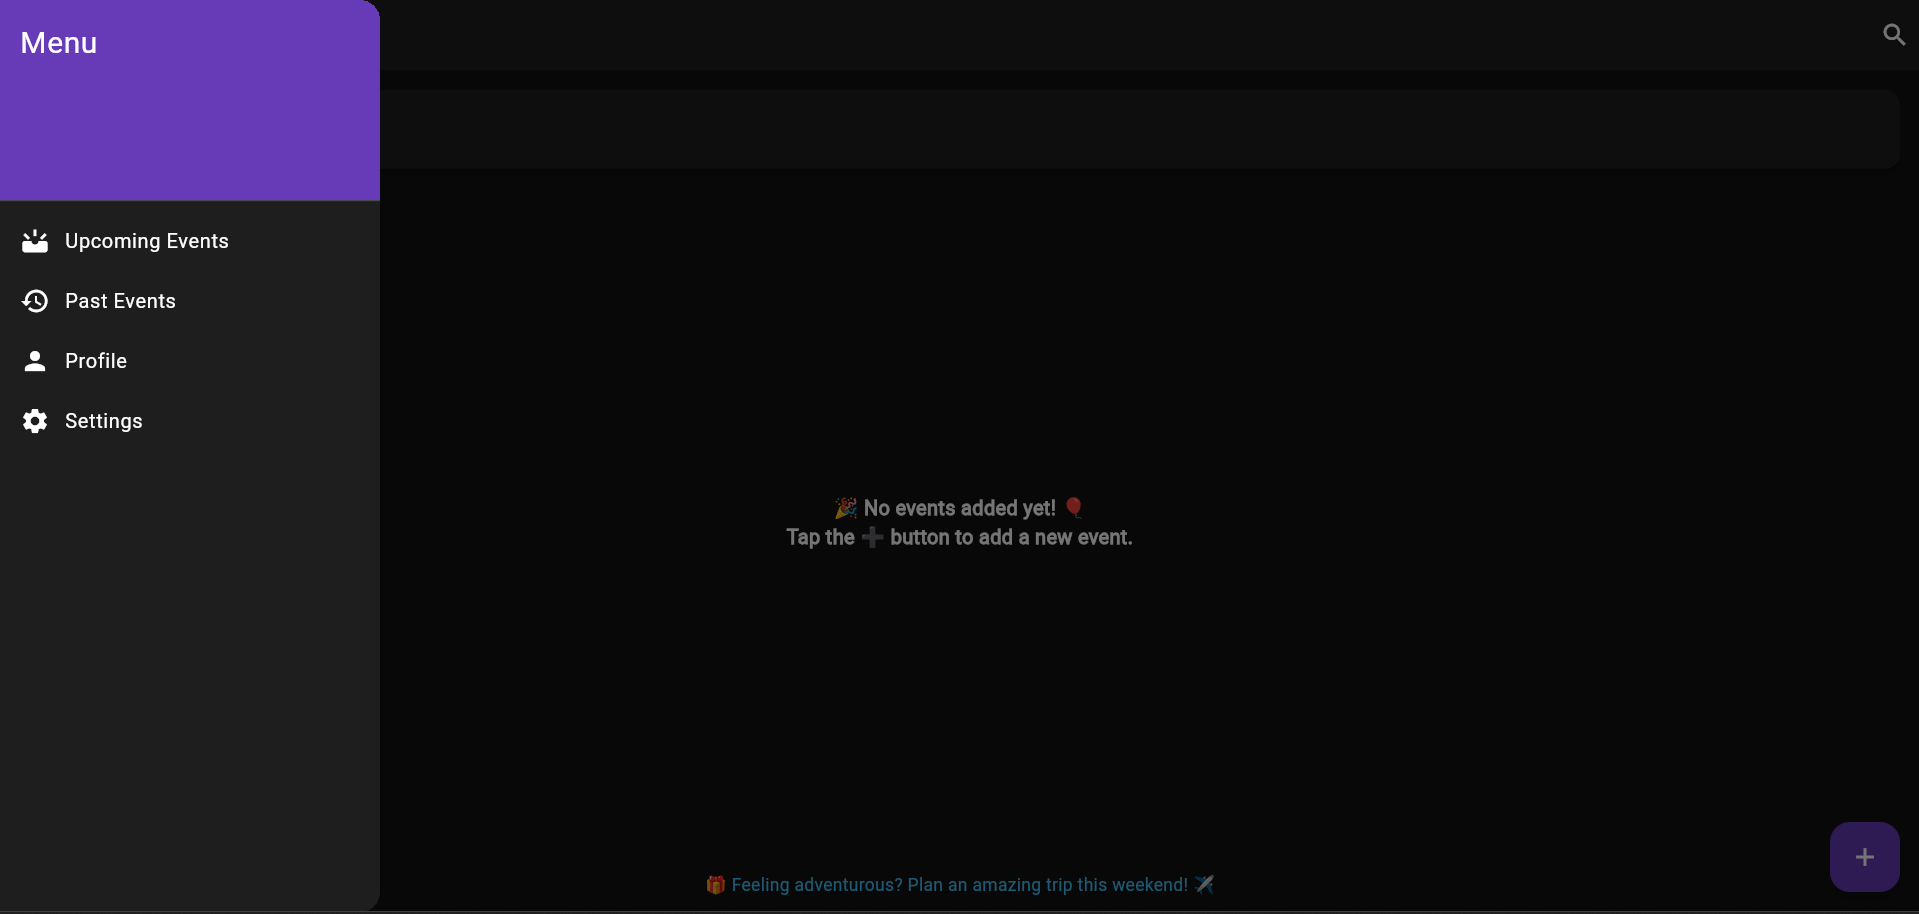 Menu
Upcoming Events
Past Events
Profile
Settings
🎉 No events added yet! 🎈
Tap the ➕ button to add a new event.
🎁 Feeling adventurous? Plan an amazing trip this weekend! ✈️